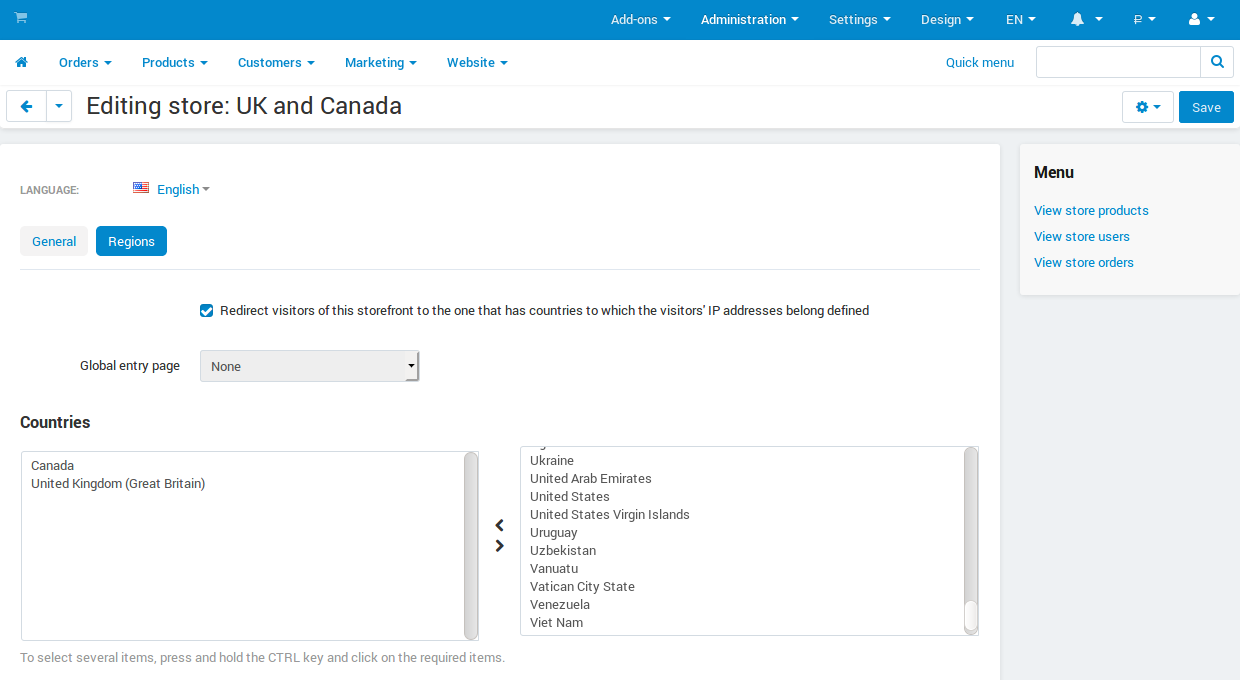 Add-ons Administration Settings Design EN
Orders Products Customers Marketing Website Quick menu
Editing store: UK and Canada Save
LANGUAGE: English
General Regions
Redirect visitors of this storefront to the one that has countries to which the visitors' IP addresses belong defined
Global entry page None
Countries
Canada
United Kingdom (Great Britain)
Ukraine
United Arab Emirates
United States
United States Virgin Islands
Uruguay
Uzbekistan
Vanuatu
Vatican City State
Venezuela
Viet Nam
To select several items, press and hold the CTRL key and click on the required items.
Menu
View store products
View store users
View store orders